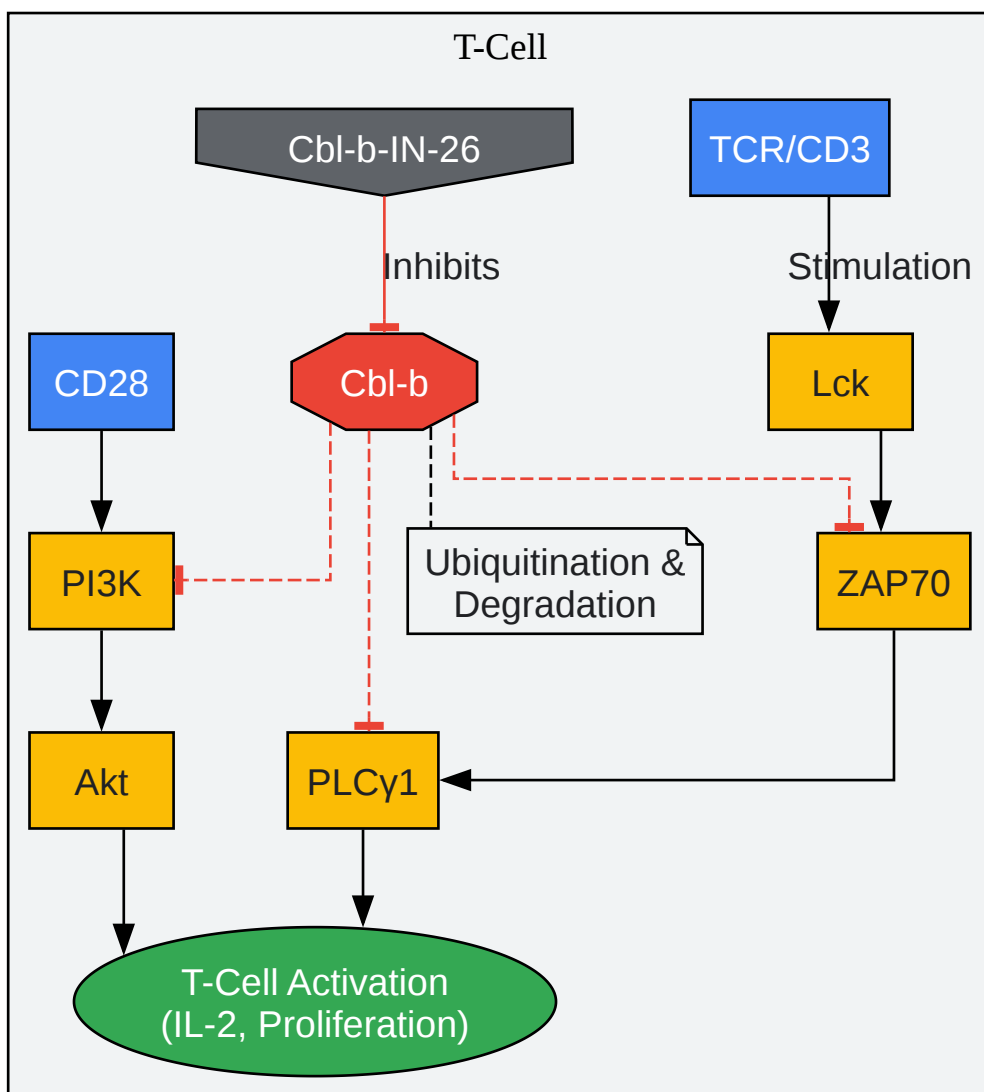 T-Cell
Cbl-b-IN-26
TCR/CD3
Inhibits
Stimulation
CD28
Cbl-b
Lck
PI3K
Ubiquitination &
Degradation
ZAP70
Akt
PLCγ1
T-Cell Activation
(IL-2, Proliferation)